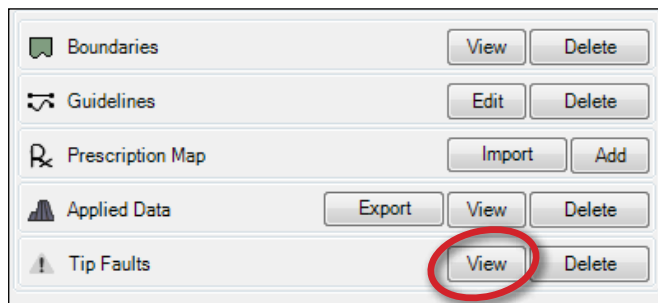 Boundaries View Delete
Guidelines Edit Delete
Prescription Map Import Add
Applied Data Export View Delete
Tip Faults View Delete